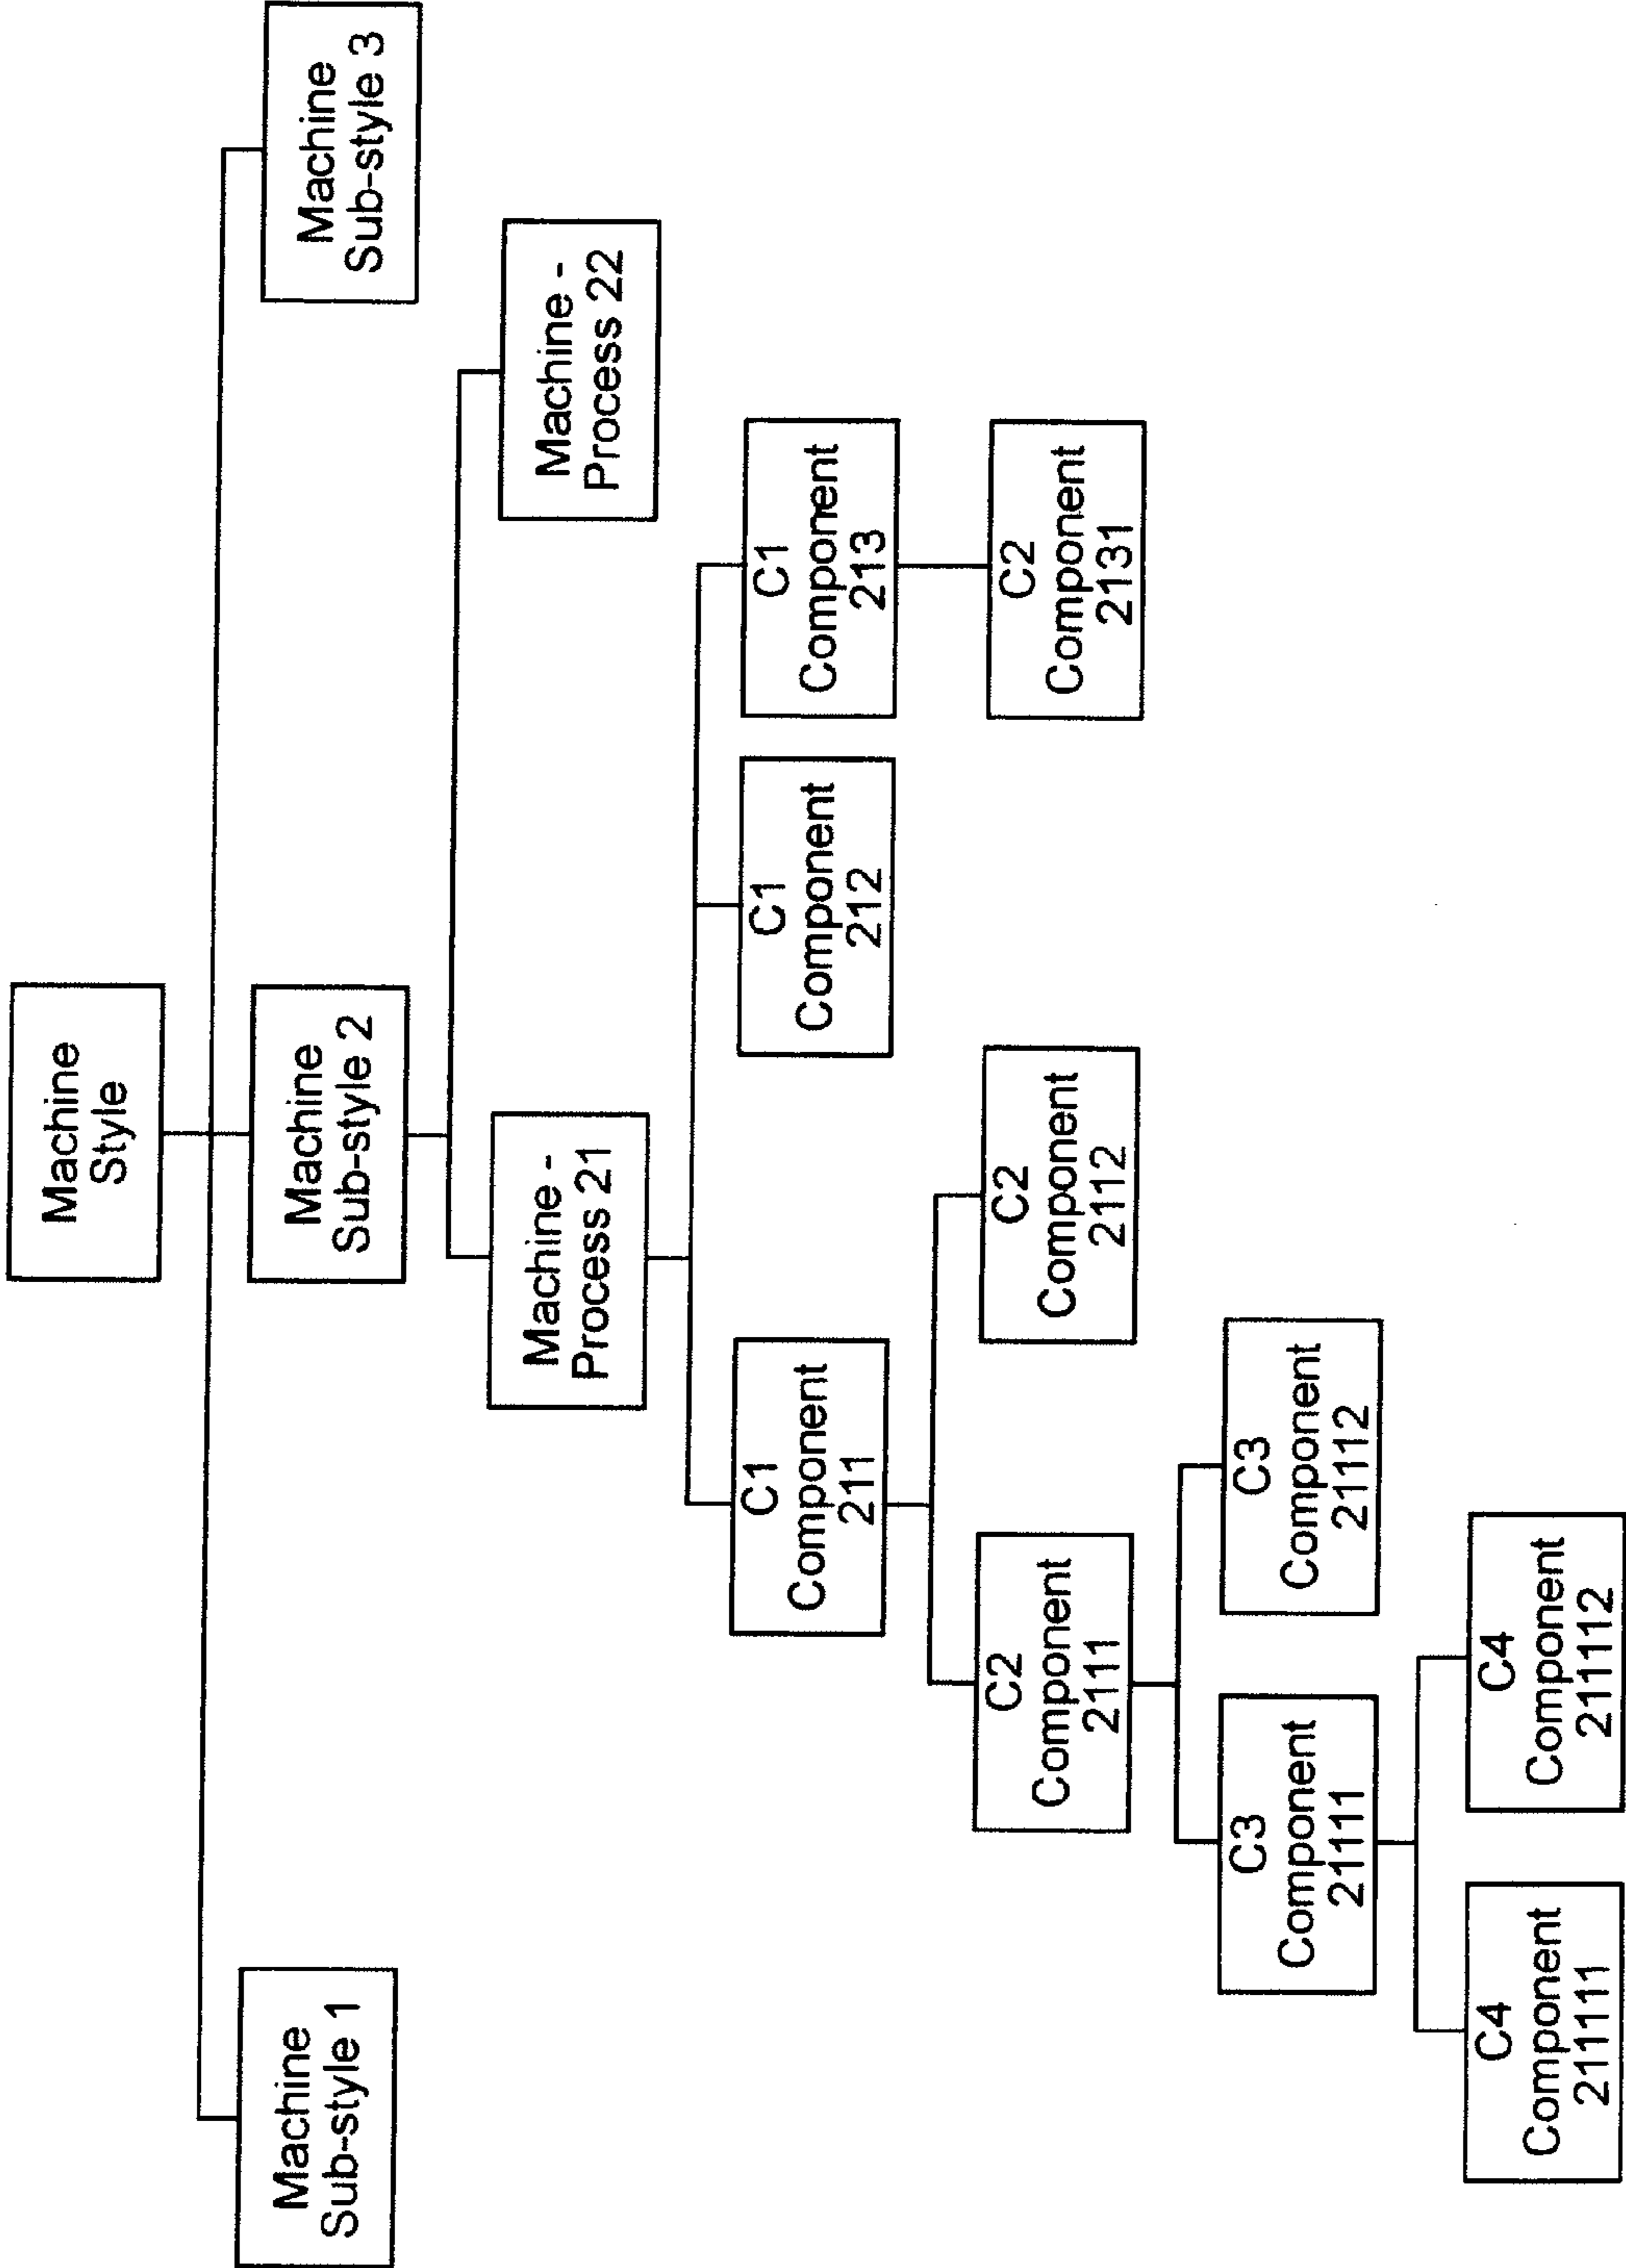 Machine
Style
Machine
Sub-style 1
Machine
Sub-style 2
Machine
Sub-style 3
Machine -
Process 21
Machine -
Process 22
C1
Component
211
C1
Component
212
C1
Component
213
C2
Component
2111
C2
Component
2112
C2
Component
2131
C3
Component
21111
C3
Component
21112
C4
Component
211111
C4
Component
211112